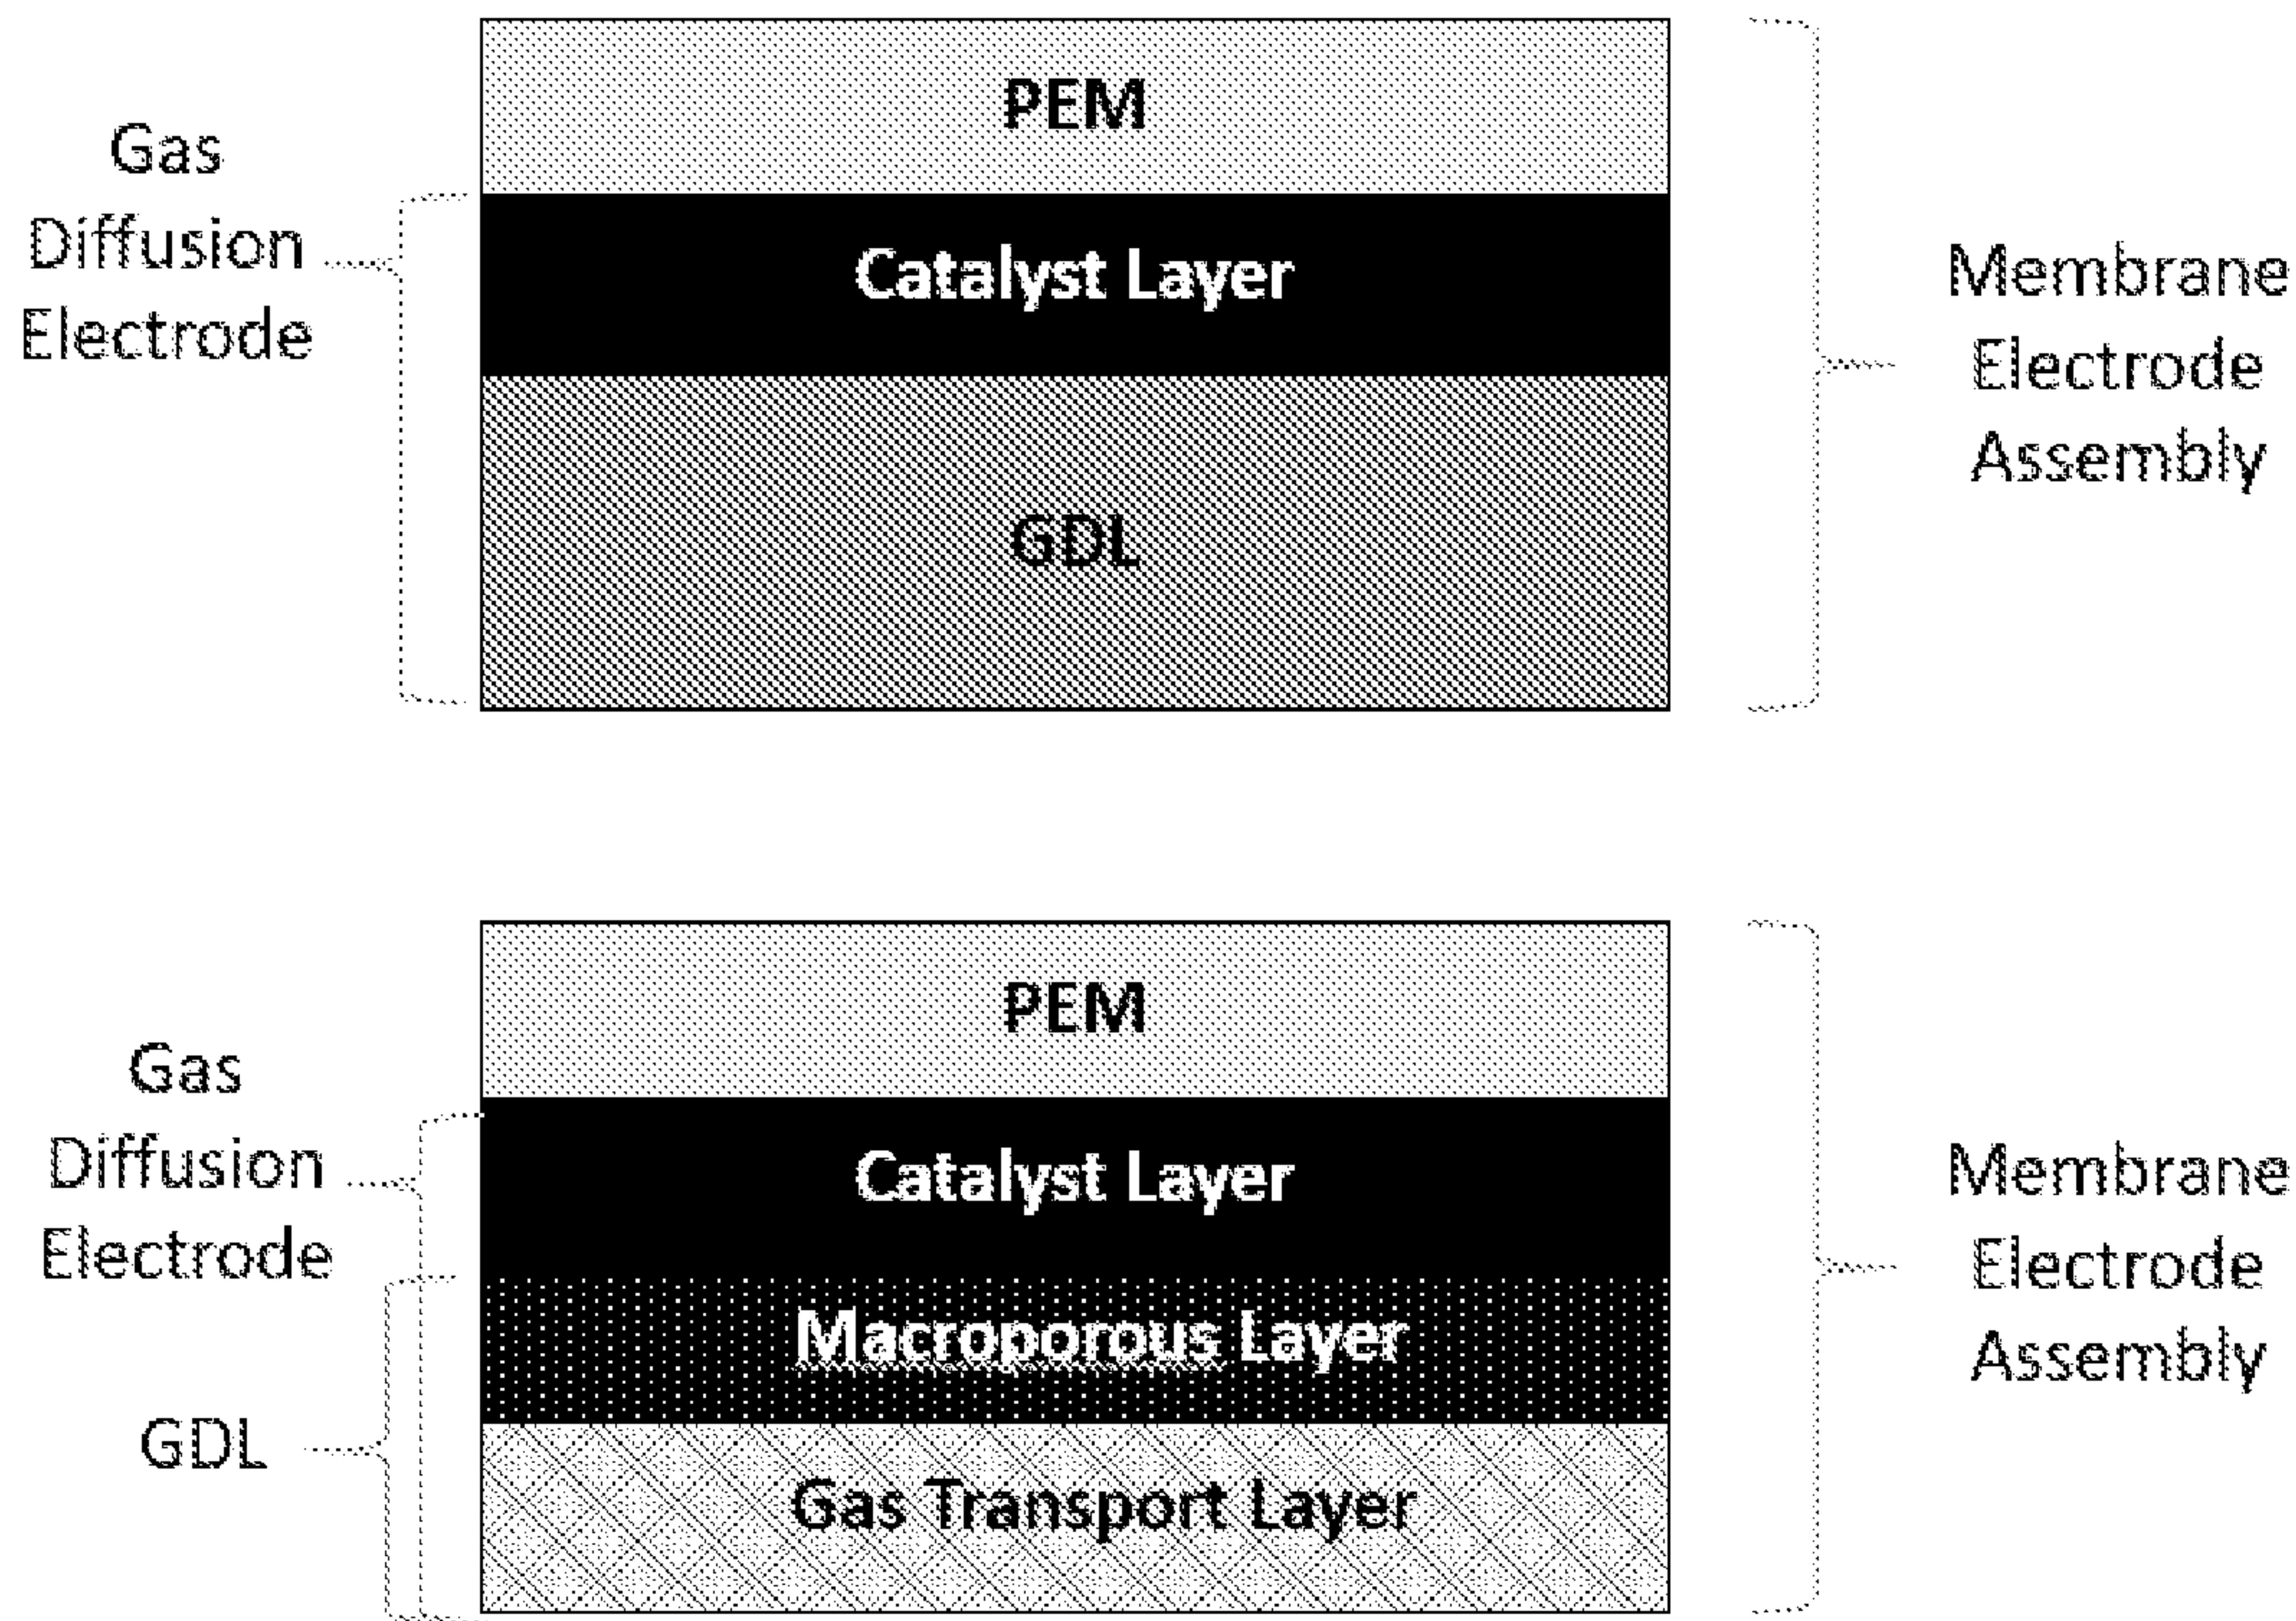 Gas
Diffusion
Electrode
PEM
Catalyst Layer
GDL
Membrane
Electrode
Assembly
Gas
Diffusion
Electrode
GDL
PEM
Catalyst Layer
Macroporous Layer
Gas Transport Layer
Membrane
Electrode
Assembly